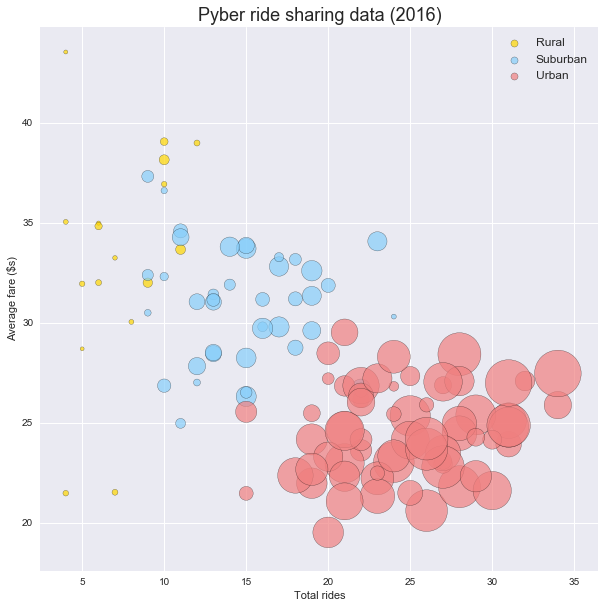 Pyber ride sharing data (2016)
Rural
Suburban
Urban
Average fare ($s)
40
35
30
25
20
5 10 15 20 25 30 35
Total rides